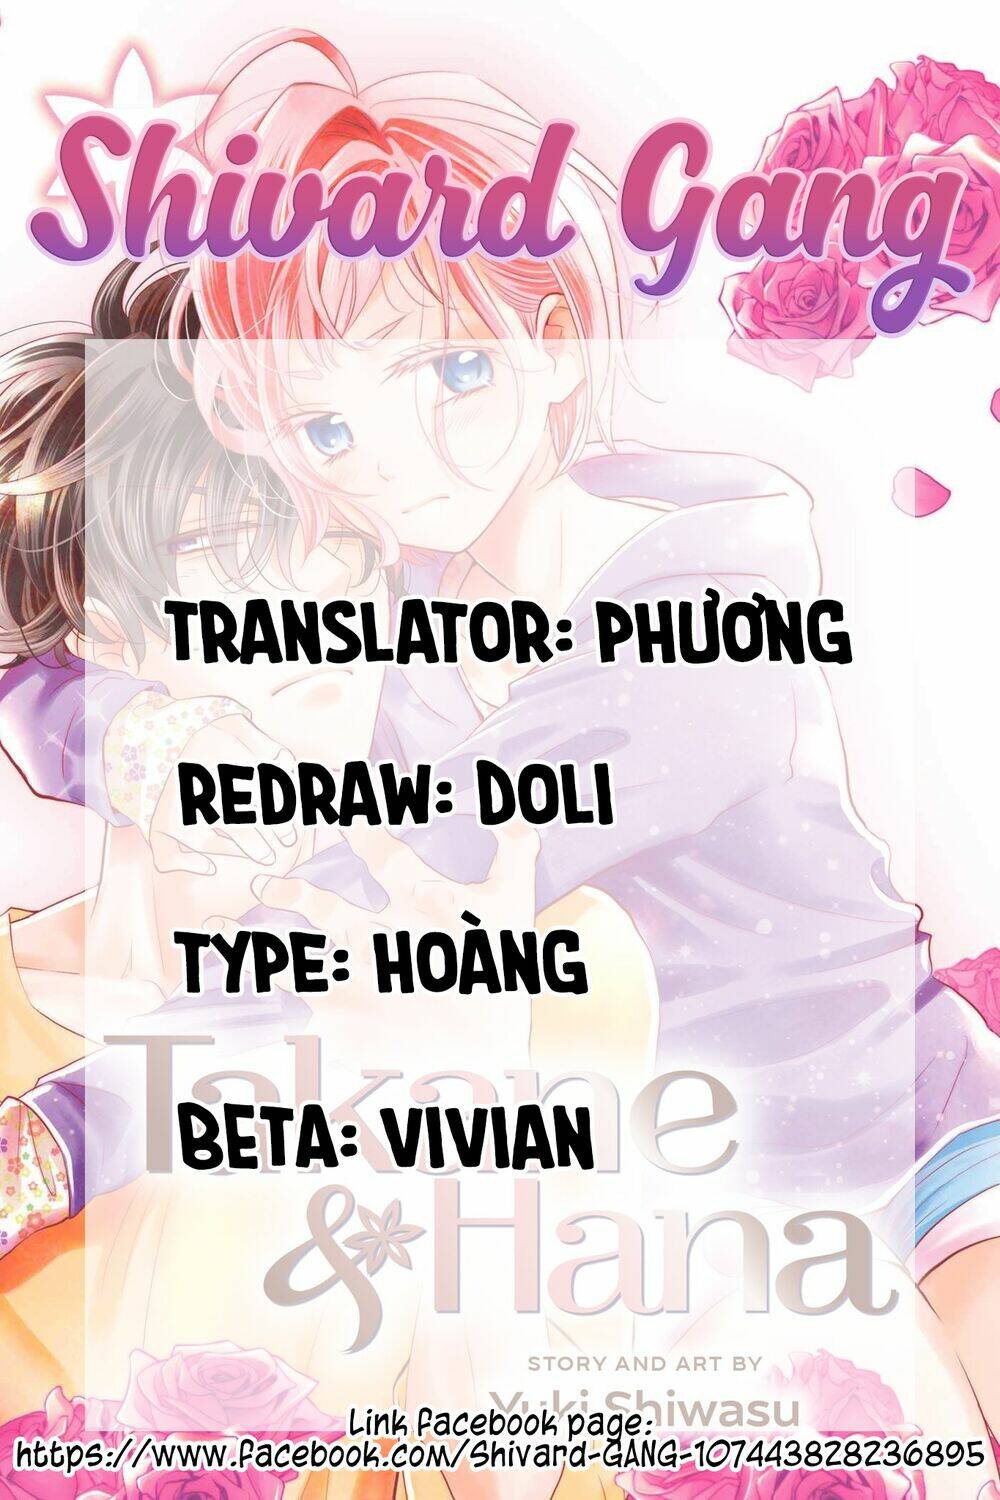 Shivard Gang
TRANSLATOR: PHƯƠNG
REDRAW: DOLI
TYPE: HOÀNG
Takane
BETA: VIVIAN
& Hana
STORY AND ART BY
Yuki Shiwasu
Link facebook page:
https://www.facebook.com/Shivard-GANG-107443828236895